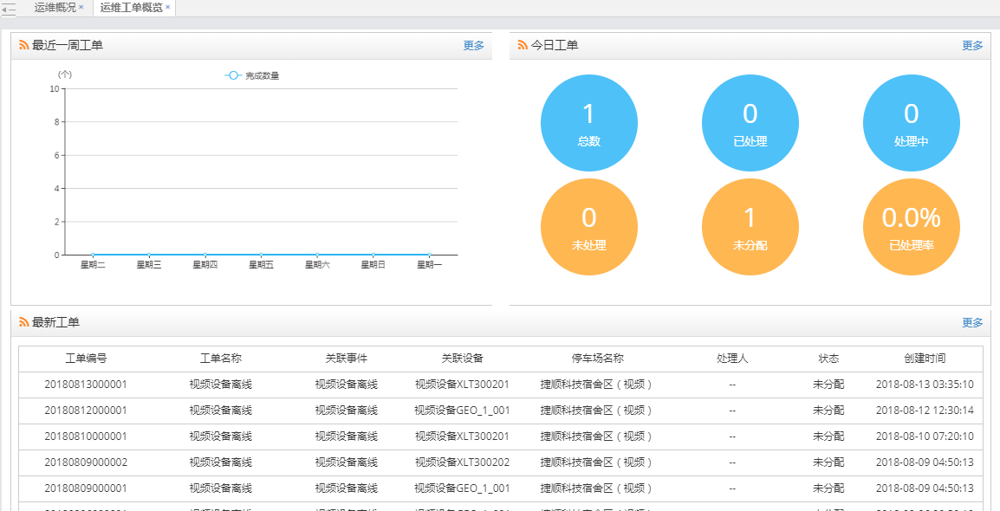 运维概况× 运维工单概览×
最近一周工单 更多
(个)
完成数量
10
8
6
4
2
0
星期二 星期三 星期四 星期五 星期六 星期日 星期一
今日工单 更多
1 总数
0 已处理
0 处理中
0 未处理
1 未分配
0.0% 已处理率
最新工单 更多
工单编号 工单名称 关联事件 关联设备 停车场名称 处理人 状态 创建时间
20180813000001 视频设备离线 视频设备离线 视频设备XLT300201 捷顺科技宿舍区（视频） -- 未分配 2018-08-13 03:35:10
20180812000001 视频设备离线 视频设备离线 视频设备GEO_1_001 捷顺科技宿舍区（视频） -- 未分配 2018-08-12 12:30:14
20180810000001 视频设备离线 视频设备离线 视频设备XLT300201 捷顺科技宿舍区（视频） -- 未分配 2018-08-10 07:20:10
20180809000002 视频设备离线 视频设备离线 视频设备XLT300202 捷顺科技宿舍区（视频） -- 未分配 2018-08-09 04:50:13
20180809000001 视频设备离线 视频设备离线 视频设备GEO_1_001 捷顺科技宿舍区（视频） -- 未分配 2018-08-09 04:50:13